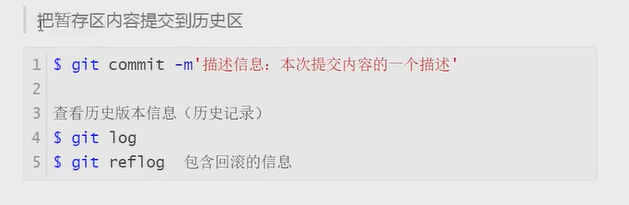 把暂存区内容提交到历史区
1 $ git commit -m'描述信息：本次提交内容的一个描述'
2
3 查看历史版本信息（历史记录）
4 $ git log
5 $ git reflog 包含回滚的信息